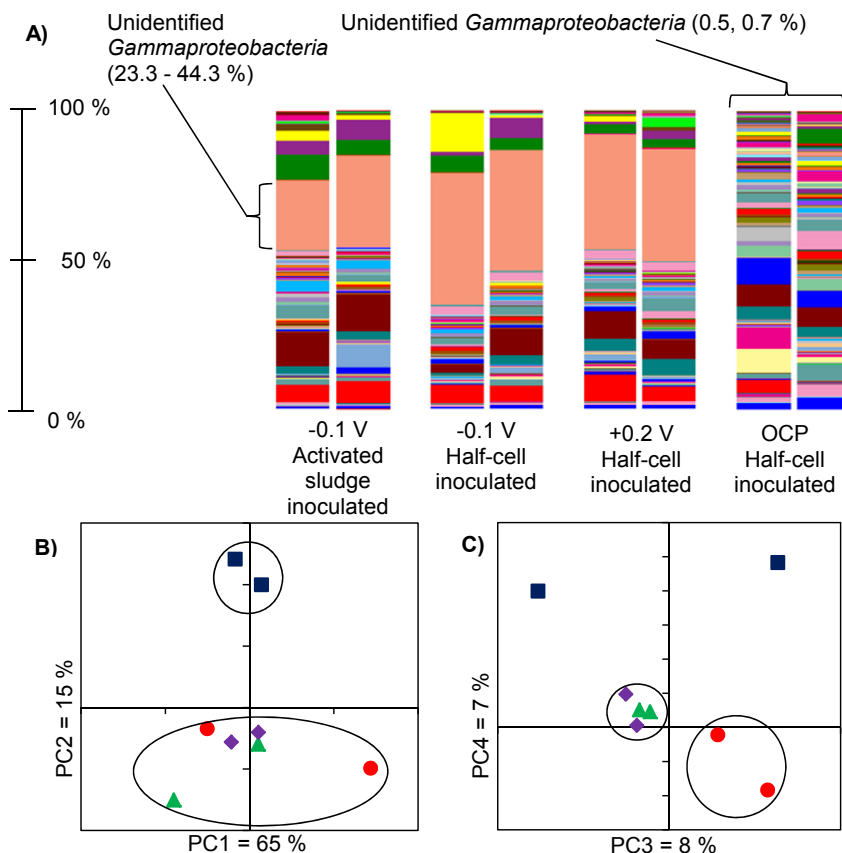 A)
Unidentified
Gammaproteobacteria
(23.3 - 44.3 %)
Unidentified Gammaproteobacteria (0.5, 0.7 %)
100 %
50 %
0 %
-0.1 V
Activated
sludge
inoculated
-0.1 V
Half-cell
inoculated
+0.2 V
Half-cell
inoculated
OCP
Half-cell
inoculated
B)
PC2 = 15 %
PC1 = 65 %
C)
PC4 = 7 %
PC3 = 8 %